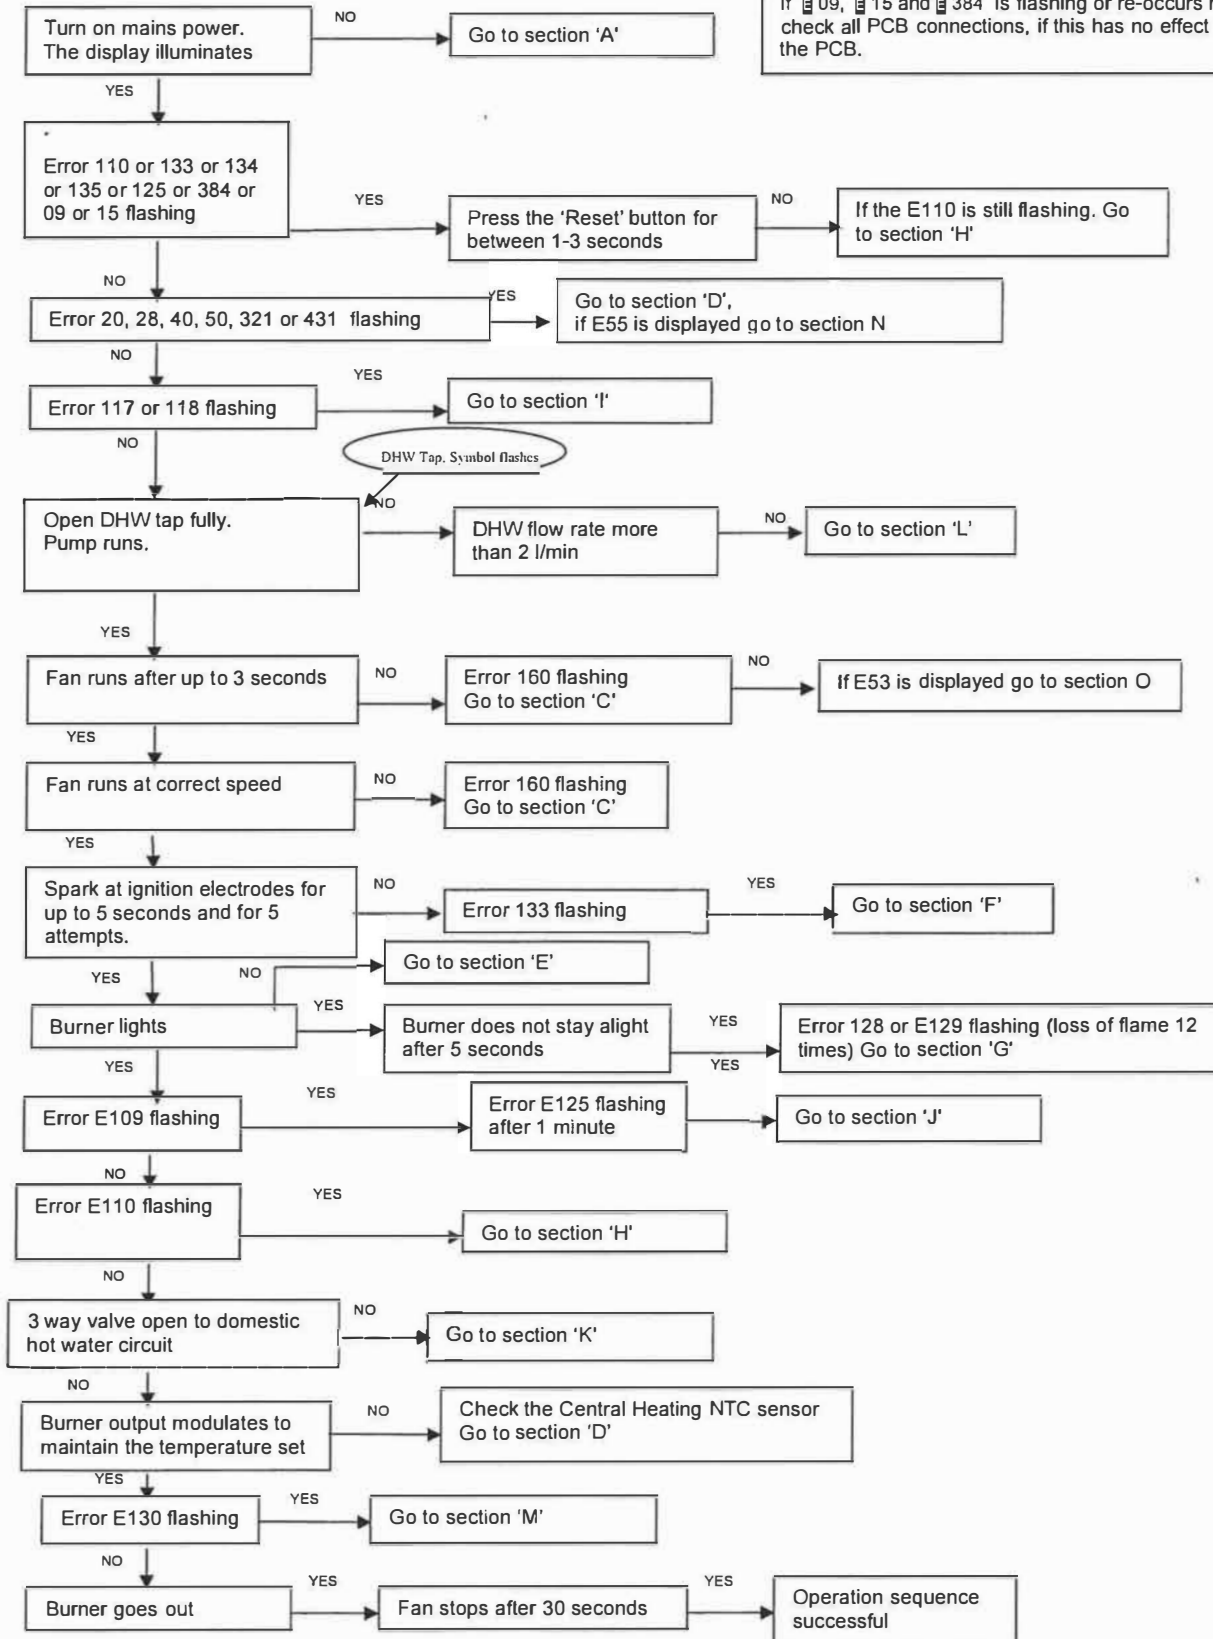 If E 09, E 15 and E 384 is flashing or re-occurs
check all PCB connections, if this has no effect
the PCB.
Turn on mains power.
The display illuminates
NO
Go to section 'A'
YES
Error 110 or 133 or 134
or 135 or 125 or 384 or
09 or 15 flashing
YES
Press the 'Reset' button for
between 1-3 seconds
NO
If the E110 is still flashing. Go
to section 'H'
NO
Error 20, 28, 40, 50, 321 or 431 flashing
YES
Go to section 'D',
if E55 is displayed go to section N
NO
Error 117 or 118 flashing
YES
Go to section 'I'
NO
DHW Tap. Symbol flashes
Open DHW tap fully.
Pump runs.
NO
DHW flow rate more
than 2 l/min
NO
Go to section 'L'
YES
Fan runs after up to 3 seconds
NO
Error 160 flashing
Go to section 'C'
NO
If E53 is displayed go to section O
YES
Fan runs at correct speed
NO
Error 160 flashing
Go to section 'C'
YES
Spark at ignition electrodes for
up to 5 seconds and for 5
attempts.
NO
Error 133 flashing
YES
Go to section 'F'
YES
NO
Go to section 'E'
Burner lights
YES
Burner does not stay alight
after 5 seconds
YES
YES
Error 128 or E129 flashing (loss of flame 12
times) Go to section 'G'
YES
Error E109 flashing
YES
Error E125 flashing
after 1 minute
Go to section 'J'
NO
Error E110 flashing
YES
Go to section 'H'
NO
3 way valve open to domestic
hot water circuit
NO
Go to section 'K'
NO
Burner output modulates to
maintain the temperature set
NO
Check the Central Heating NTC sensor
Go to section 'D'
YES
Error E130 flashing
YES
Go to section 'M'
NO
Burner goes out
YES
Fan stops after 30 seconds
YES
Operation sequence
successful